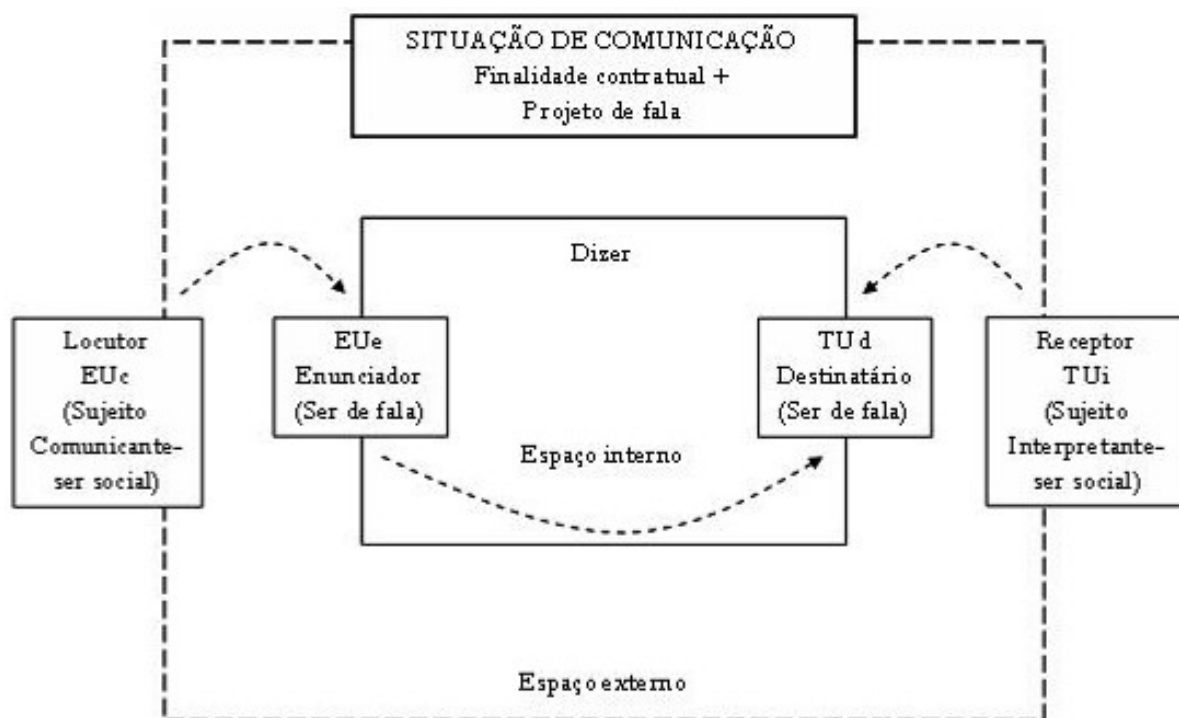 SITUAÇÃO DE COMUNICAÇÃO
Finalidade contratual +
Projeto de fala
Dizer
Locutor
EUc
(Sujeito
Comunicante-
ser social)
EUe
Enunciador
(Ser de fala)
TUd
Destinatário
(Ser de fala)
Receptor
TUi
(Sujeito
Interpretante-
ser social)
Espaço interno
Espaço externo